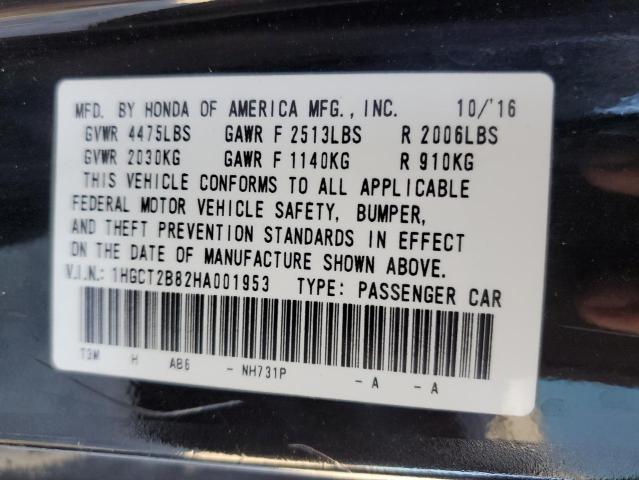 MFD. BY HONDA OF AMERICA MFG., INC. 10/'16
GVWR 4475LBS GAWR F 2513LBS R 2006LBS
GVWR 2030KG GAWR F 1140KG R 910KG
THIS VEHICLE CONFORMS TO ALL APPLICABLE
FEDERAL MOTOR VEHICLE SAFETY, BUMPER,
AND THEFT PREVENTION STANDARDS IN EFFECT
ON THE DATE OF MANUFACTURE SHOWN ABOVE.
V.I.N.: 1HGCT2B82HA001953 TYPE: PASSENGER CAR
T3M H AB6 - NH731P - A - A